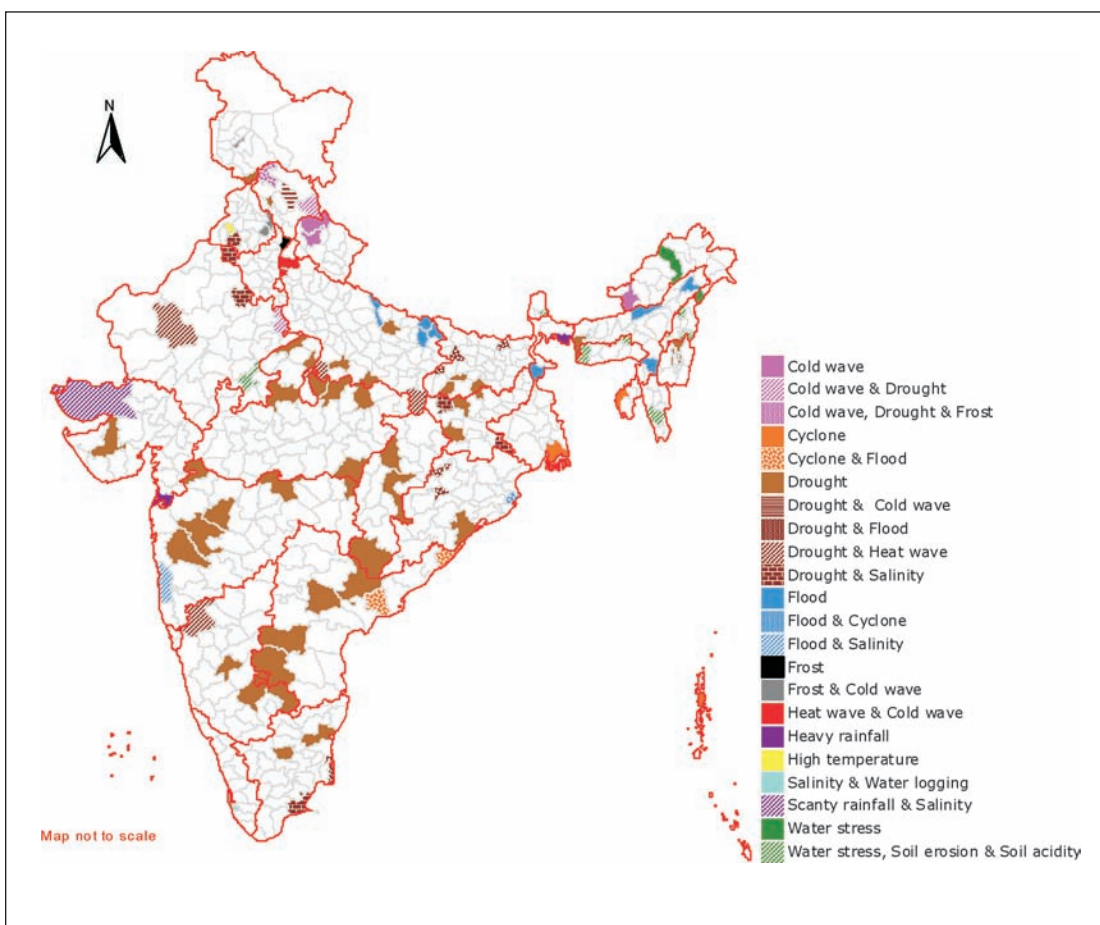 N
Cold wave
Cold wave & Drought
Cold wave, Drought & Frost
Cyclone
Cyclone & Flood
Drought
Drought & Cold wave
Drought & Flood
Drought & Heat wave
Drought & Salinity
Flood
Flood & Cyclone
Flood & Salinity
Frost
Frost & Cold wave
Heat wave & Cold wave
Heavy rainfall
High temperature
Salinity & Water logging
Scanty rainfall & Salinity
Water stress
Water stress, Soil erosion & Soil acidity
Map not to scale